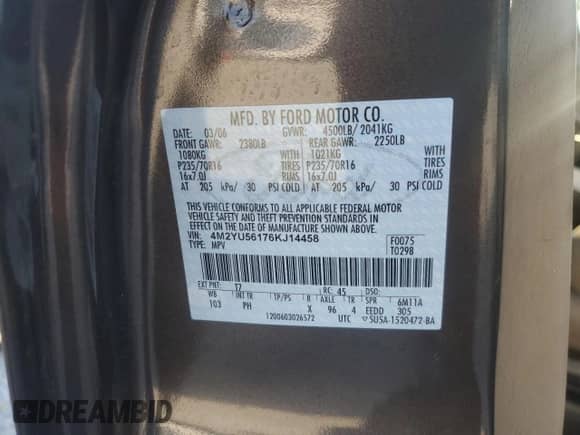 MFD. BY FORD MOTOR CO.
DATE: 03/06 GVWR: 4500LB/ 2041KG
FRONT GAWR: 2380LB REAR GAWR: 2250LB
1080KG WITH 1021KG WITH
P235/70R16 TIRES P235/70R16 TIRES
16x7.0J RIMS 16x7.0J RIMS
AT 205 kPa/ 30 PSI COLD AT 205 kPa/ 30 PSI COLD
THIS VEHICLE CONFORMS TO ALL APPLICABLE FEDERAL MOTOR
VEHICLE SAFETY AND THEFT PREVENTION STANDARDS IN
EFFECT ON THE DATE OF MANUFACTURE SHOWN ABOVE.
VIN: 4M2YU56176KJ14458 F0075
TYPE: MPV T0298
EXT PNT: T7 RC: 45 DSO:
WB INT TR TP/PS R AXLE TR SPR 6M11A
103 PH X 96 4 EEDD 305
1200603026572 UTC ▽5U5A-1520472-BA
DREAMBID